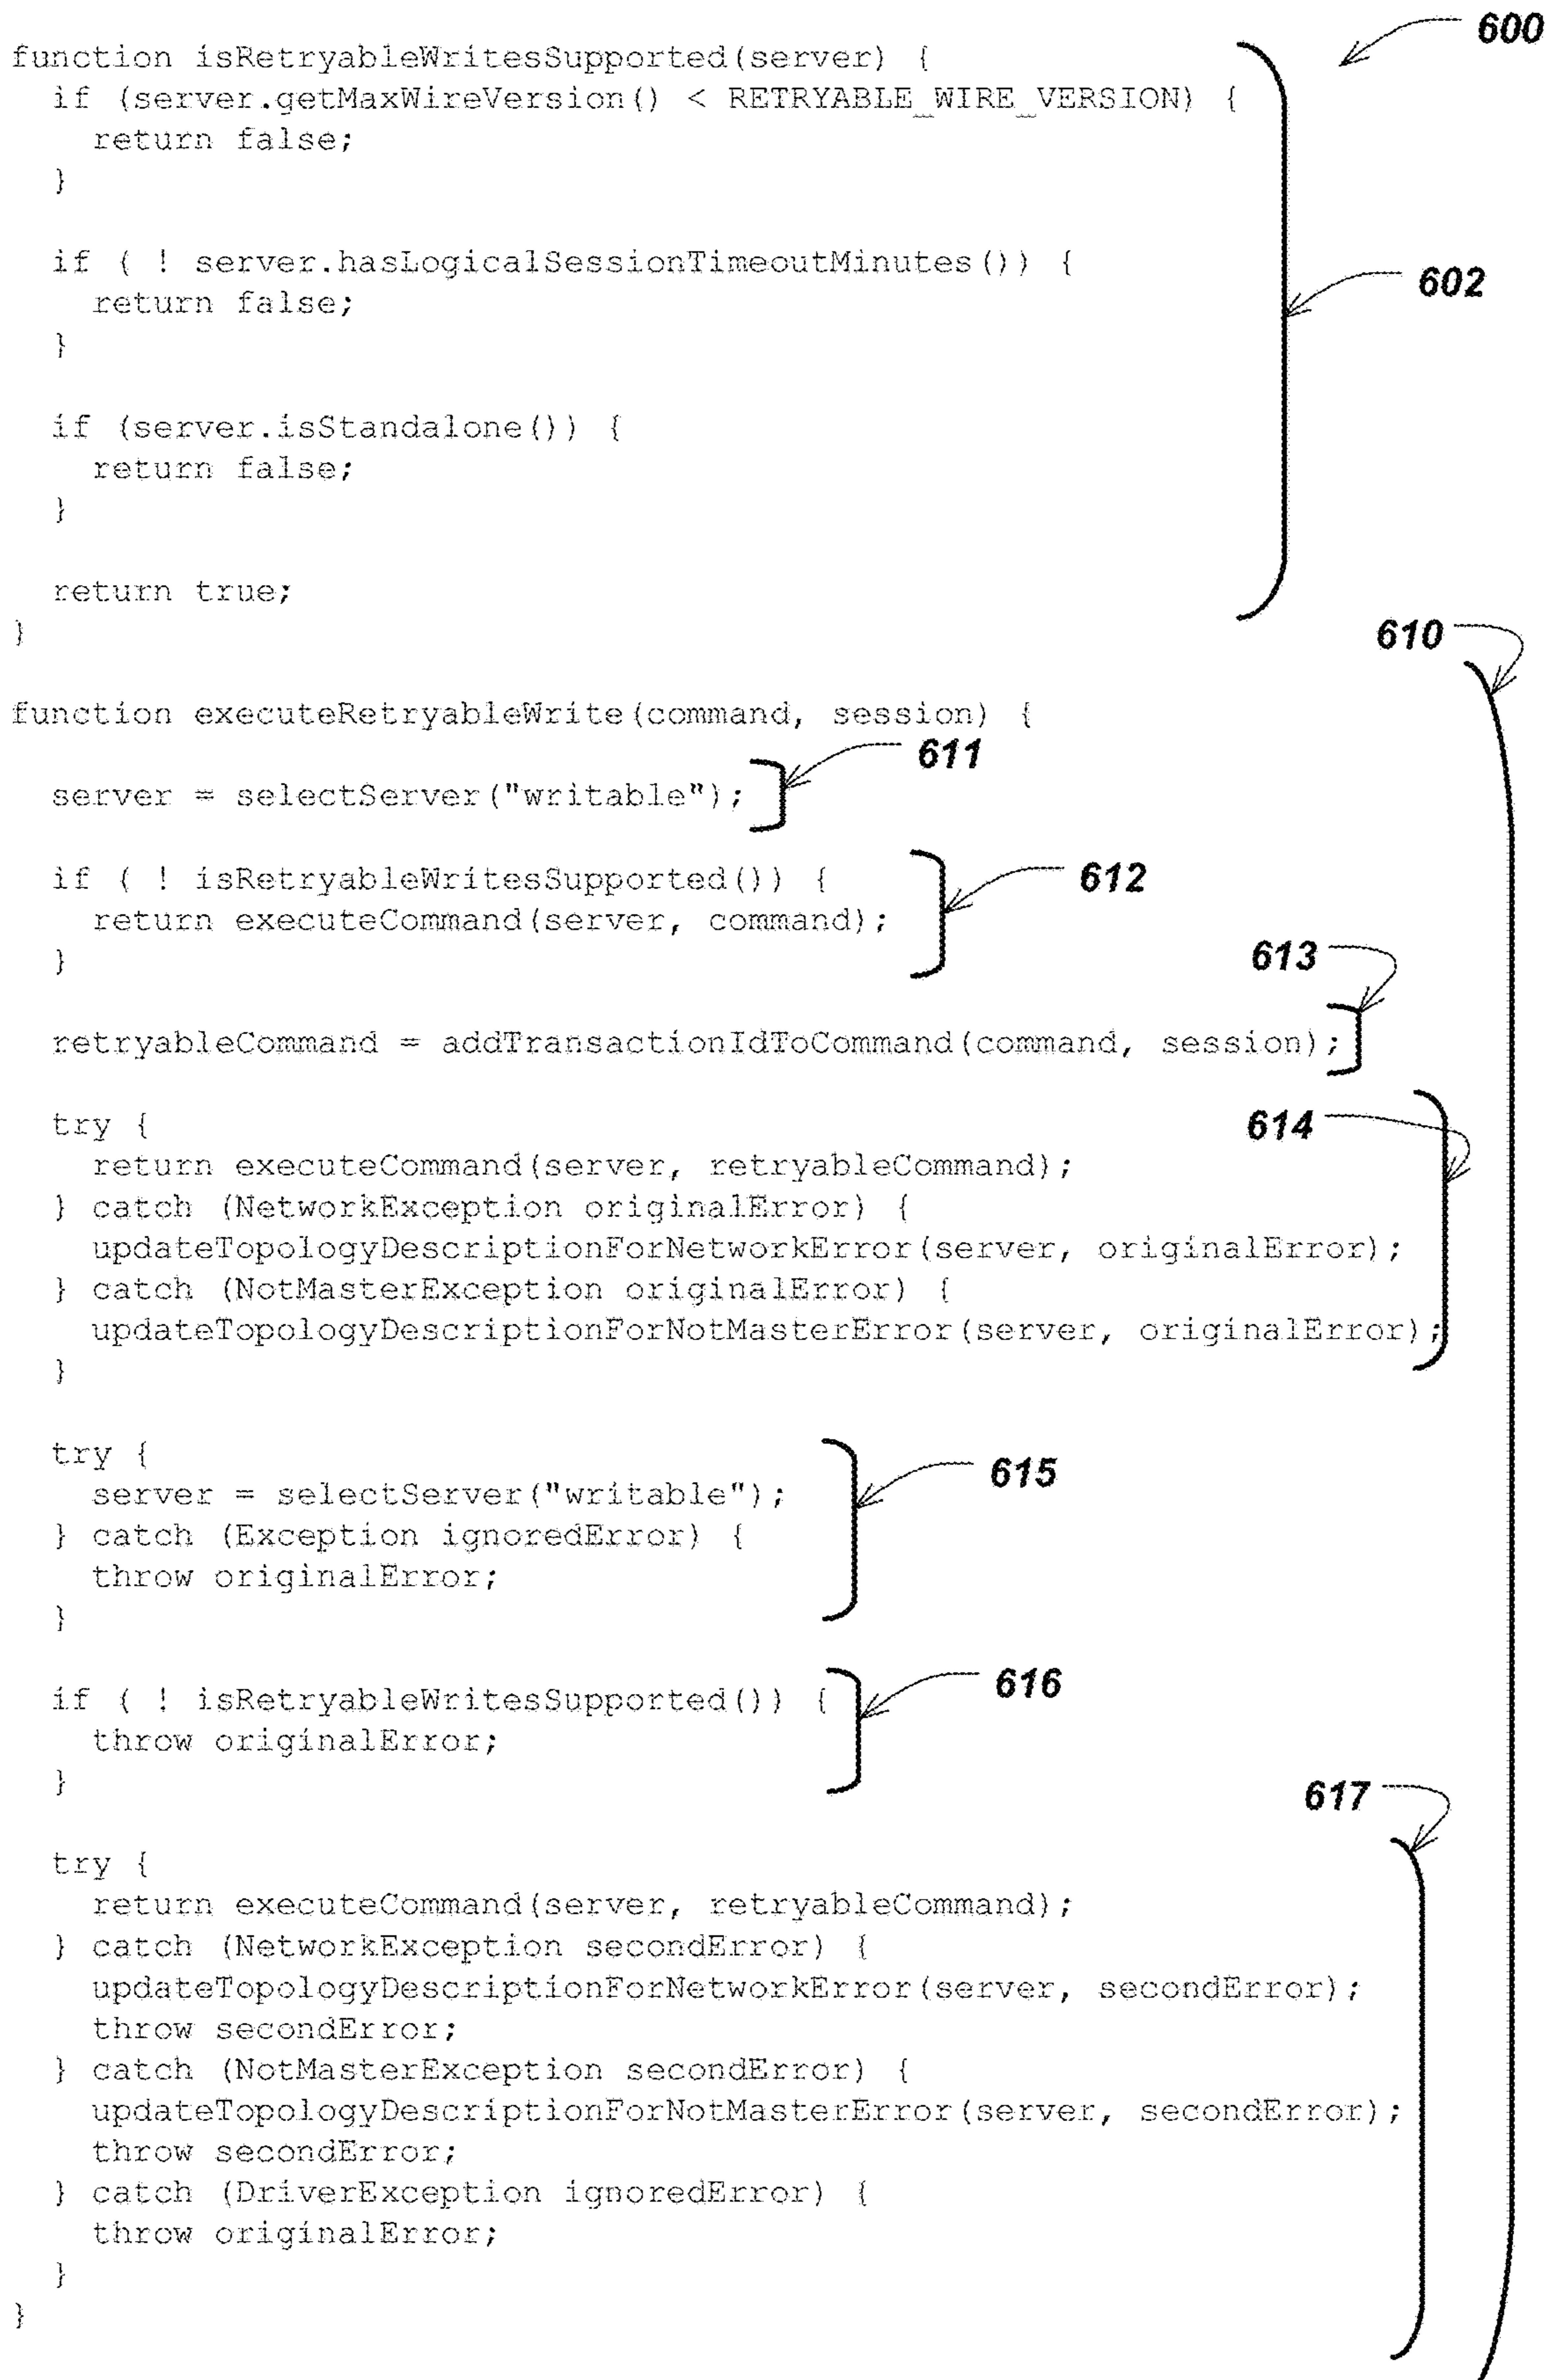 600
function isRetryableWritesSupported(server) {
if (server.getMaxWireVersion() < RETRYABLE_WIRE_VERSION) {
return false;
}
if ( ! server.hasLogicalSessionTimeoutMinutes()) {
return false;
}
602
if (server.isStandalone()) {
return false;
}
return true;
}
610
function executeRetryableWrite(command, session) {
611
server = selectServer("writable");
if ( ! isRetryableWritesSupported()) {
612
return executeCommand(server, command);
}
613
retryableCommand = addTransactionIdToCommand(command, session);
try {
614
return executeCommand(server, retryableCommand);
} catch (NetworkException originalError) {
updateTopologyDescriptionForNetworkError(server, originalError);
} catch (NotMasterException originalError) {
updateTopologyDescriptionForNotMasterError(server, originalError);
}
try {
615
server = selectServer("writable");
} catch (Exception ignoredError) {
throw originalError;
}
616
if ( ! isRetryableWritesSupported()) {
throw originalError;
}
617
try {
return executeCommand(server, retryableCommand);
} catch (NetworkException secondError) {
updateTopologyDescriptionForNetworkError(server, secondError);
throw secondError;
} catch (NotMasterException secondError) {
updateTopologyDescriptionForNotMasterError(server, secondError);
throw secondError;
} catch (DriverException ignoredError) {
throw originalError;
}
}